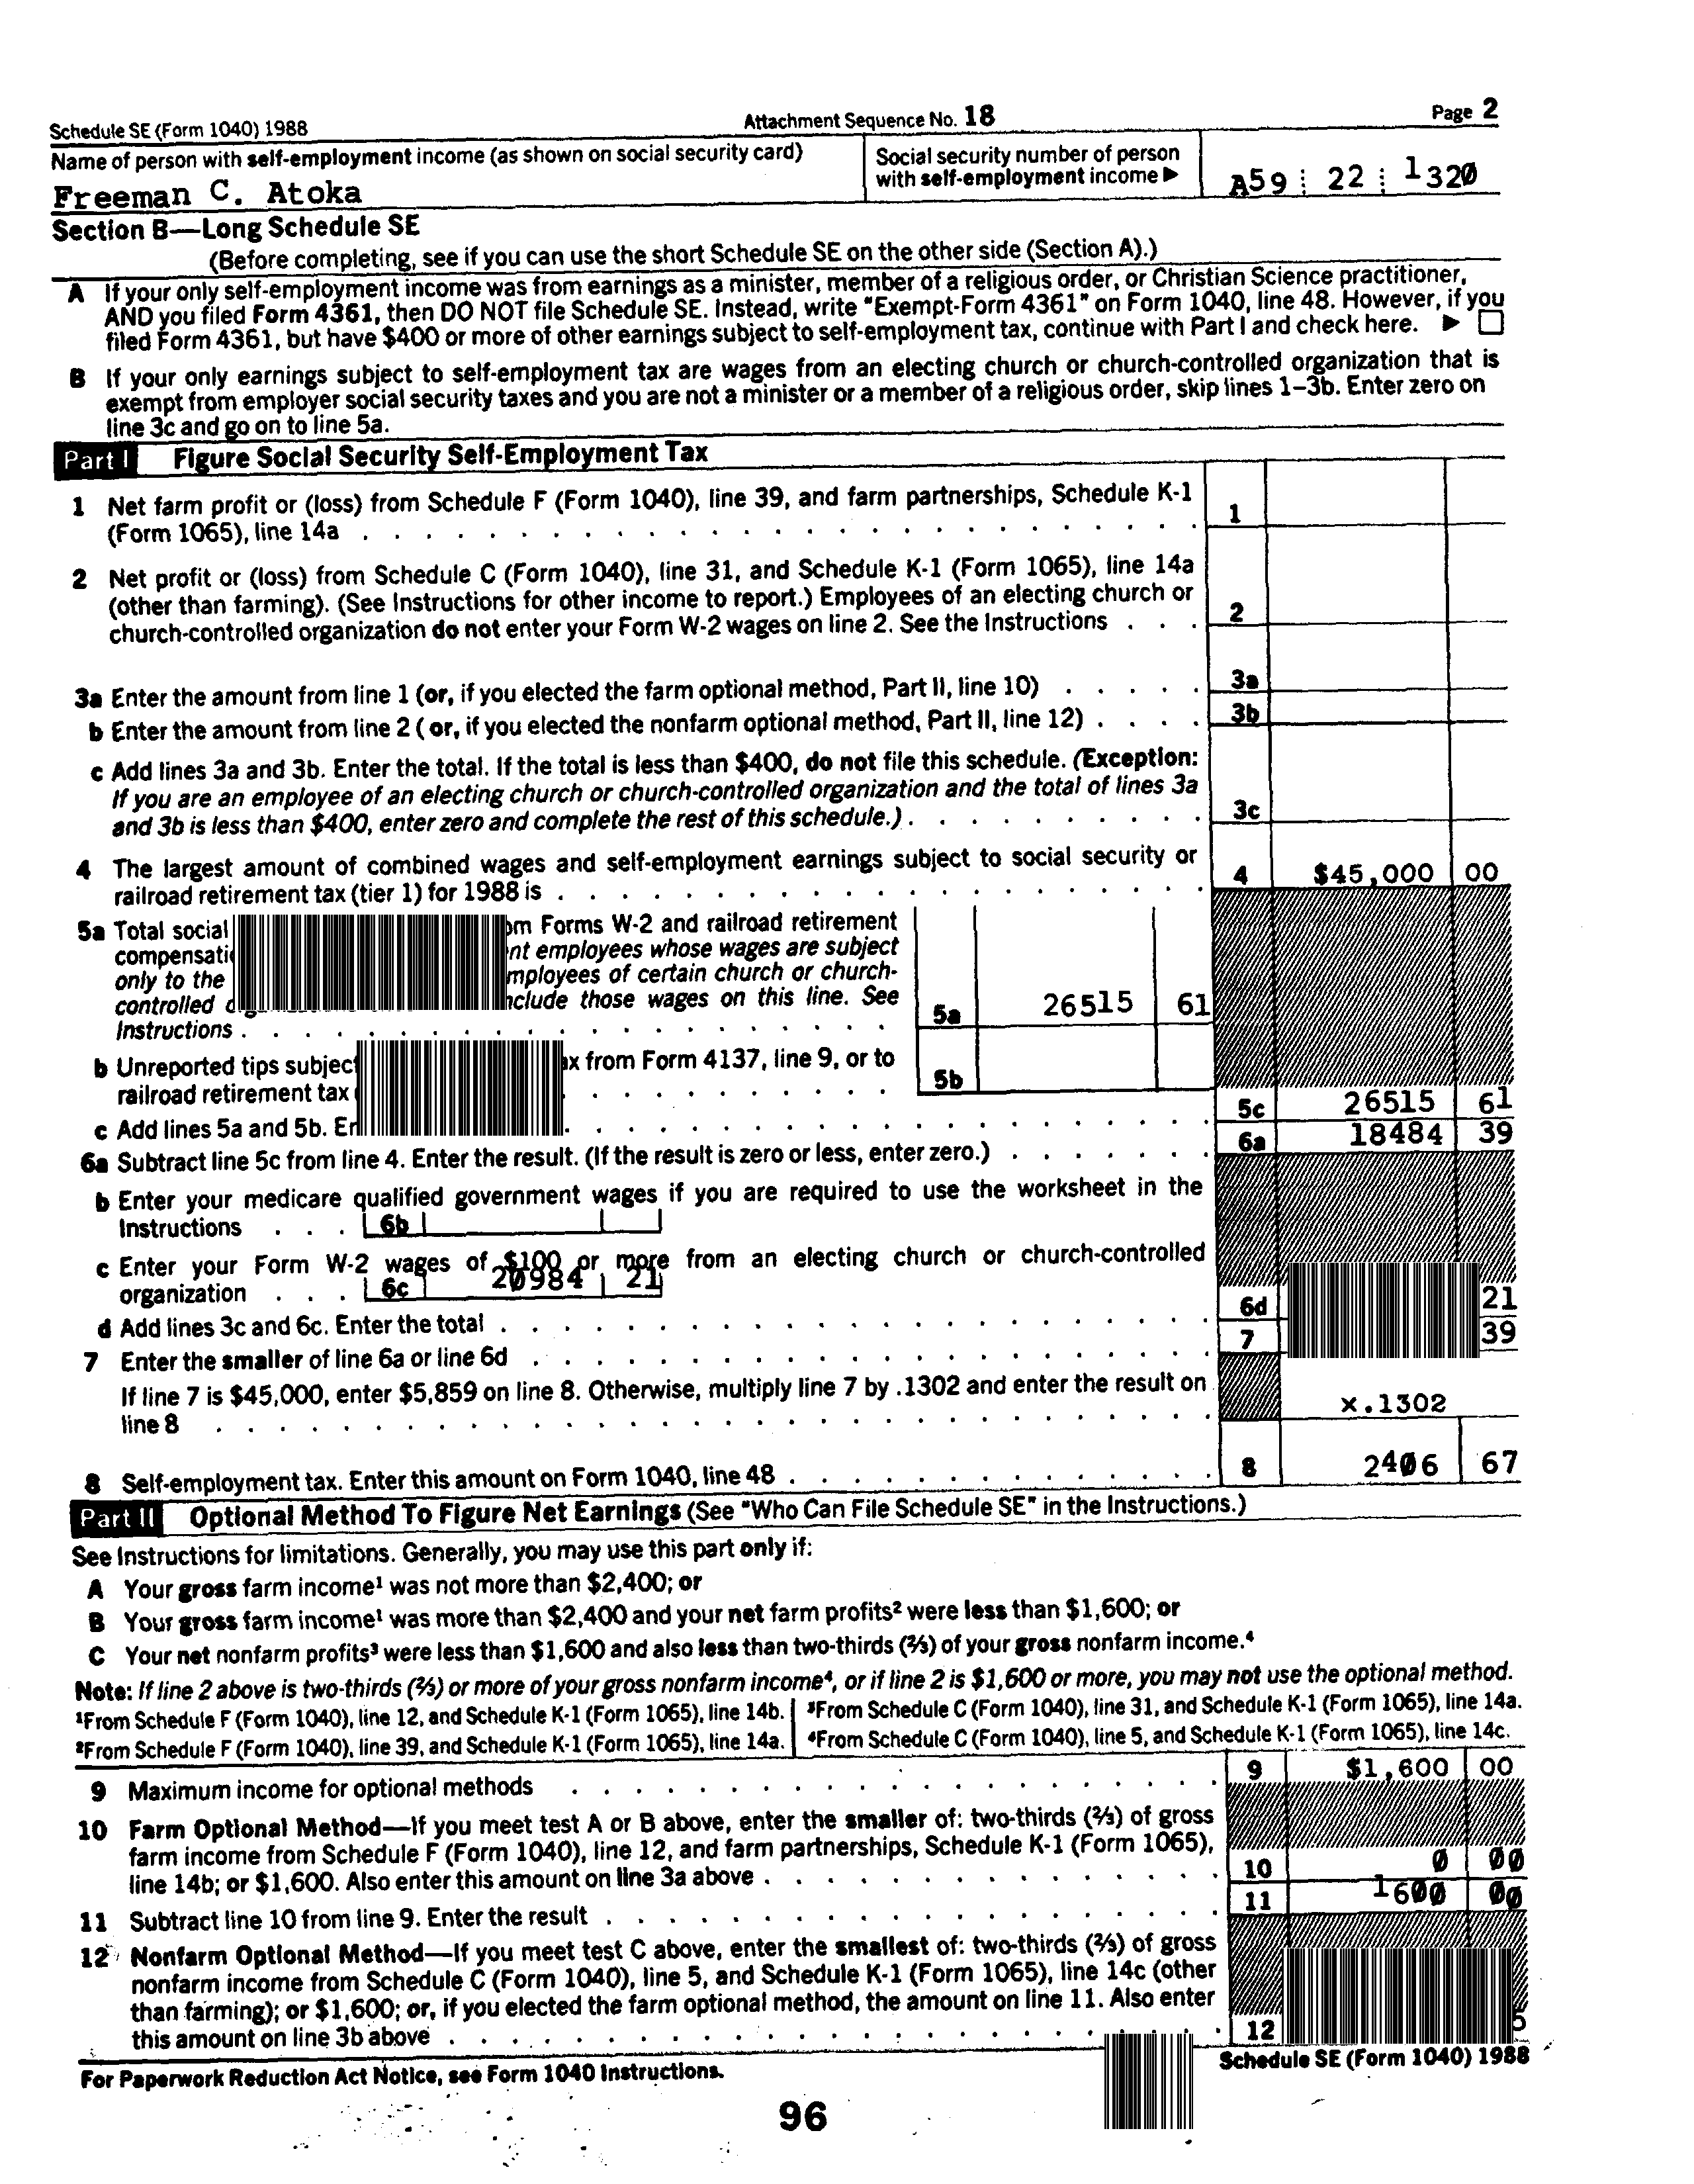 Schedule SE (Form 1040) 1988 Attachment Sequence No. 18 Page 2
Name of person with self-employment income (as shown on social security card)
Freeman C. Atoka
Social security number of person
with self-employment income ▶
A59 22 1320
Section B—Long Schedule SE
(Before completing, see if you can use the short Schedule SE on the other side (Section A).)
A If your only self-employment income was from earnings as a minister, member of a religious order, or Christian Science practitioner,
AND you filed Form 4361, then DO NOT file Schedule SE. Instead, write "Exempt-Form 4361" on Form 1040, line 48. However, if you
filed Form 4361, but have $400 or more of other earnings subject to self-employment tax, continue with Part I and check here. ▶ ☐
B If your only earnings subject to self-employment tax are wages from an electing church or church-controlled organization that is
exempt from employer social security taxes and you are not a minister or a member of a religious order, skip lines 1–3b. Enter zero on
line 3c and go on to line 5a.
Part I Figure Social Security Self-Employment Tax
1 Net farm profit or (loss) from Schedule F (Form 1040), line 39, and farm partnerships, Schedule K-1
(Form 1065), line 14a 1
2 Net profit or (loss) from Schedule C (Form 1040), line 31, and Schedule K-1 (Form 1065), line 14a
(other than farming). (See Instructions for other income to report.) Employees of an electing church or
church-controlled organization do not enter your Form W-2 wages on line 2. See the Instructions 2
3a Enter the amount from line 1 (or, if you elected the farm optional method, Part II, line 10) 3a
b Enter the amount from line 2 ( or, if you elected the nonfarm optional method, Part II, line 12) 3b
c Add lines 3a and 3b. Enter the total. If the total is less than $400, do not file this schedule. (Exception:
If you are an employee of an electing church or church-controlled organization and the total of lines 3a
and 3b is less than $400, enter zero and complete the rest of this schedule.) 3c
4 The largest amount of combined wages and self-employment earnings subject to social security or
railroad retirement tax (tier 1) for 1988 is 4 $45,000 00
5a Total social Forms W-2 and railroad retirement
employees whose wages are subject
only to the of certain church or church-
controlled those wages on this line. See
Instructions 5a 26515 61
b Unreported tips from Form 4137, line 9, or to
railroad retirement tax 5b
c Add lines 5a and 5b. 5c 26515 61
6a Subtract line 5c from line 4. Enter the result. (If the result is zero or less, enter zero.) 6a 18484 39
b Enter your medicare qualified government wages if you are required to use the worksheet in the
Instructions 6b
c Enter your Form W-2 wages of $100 or more from an electing church or church-controlled
organization 6c 20984 21
d Add lines 3c and 6c. Enter the total 6d 21
7 Enter the smaller of line 6a or line 6d 7 39
If line 7 is $45,000, enter $5,859 on line 8. Otherwise, multiply line 7 by .1302 and enter the result on
line 8 x.1302
8 Self-employment tax. Enter this amount on Form 1040, line 48 8 2406 67
Part II Optional Method To Figure Net Earnings (See "Who Can File Schedule SE" in the Instructions.)
See Instructions for limitations. Generally, you may use this part only if:
A Your gross farm income¹ was not more than $2,400; or
B Your gross farm income¹ was more than $2,400 and your net farm profits² were less than $1,600; or
C Your net nonfarm profits³ were less than $1,600 and also less than two-thirds (⅔) of your gross nonfarm income.⁴
Note: If line 2 above is two-thirds (⅔) or more of your gross nonfarm income⁴, or if line 2 is $1,600 or more, you may not use the optional method.
¹From Schedule F (Form 1040), line 12, and Schedule K-1 (Form 1065), line 14b. ³From Schedule C (Form 1040), line 31, and Schedule K-1 (Form 1065), line 14a.
²From Schedule F (Form 1040), line 39, and Schedule K-1 (Form 1065), line 14a. ⁴From Schedule C (Form 1040), line 5, and Schedule K-1 (Form 1065), line 14c.
9 Maximum income for optional methods 9 $1,600 00
10 Farm Optional Method—If you meet test A or B above, enter the smaller of: two-thirds (⅔) of gross
farm income from Schedule F (Form 1040), line 12, and farm partnerships, Schedule K-1 (Form 1065),
line 14b; or $1,600. Also enter this amount on line 3a above 10 0 00
11 Subtract line 10 from line 9. Enter the result 11 1600 00
12 Nonfarm Optional Method—If you meet test C above, enter the smallest of: two-thirds (⅔) of gross
nonfarm income from Schedule C (Form 1040), line 5, and Schedule K-1 (Form 1065), line 14c (other
than farming); or $1,600; or, if you elected the farm optional method, the amount on line 11. Also enter
this amount on line 3b above 12
For Paperwork Reduction Act Notice, see Form 1040 Instructions. Schedule SE (Form 1040) 1988
96